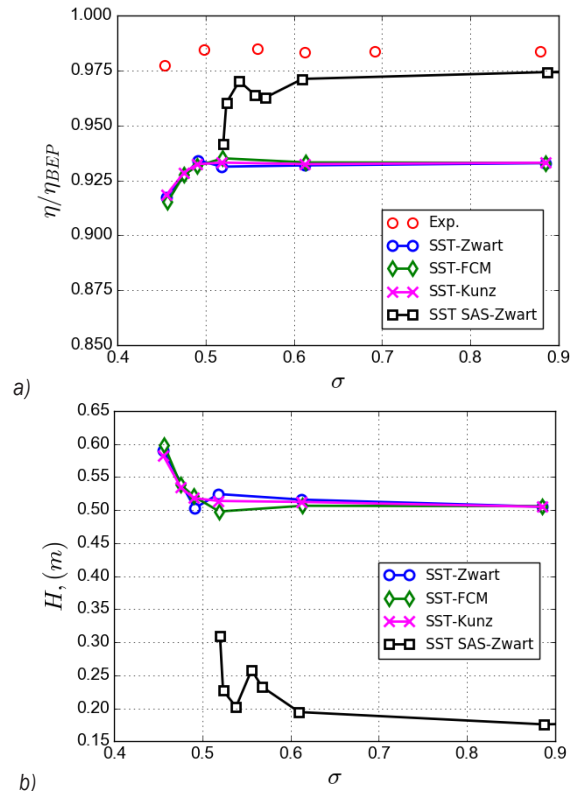 1.000
0.975
0.950
0.925
0.900
0.875
0.850
η/η_BEP
Exp.
SST-Zwart
SST-FCM
SST-Kunz
SST SAS-Zwart
0.4 0.5 0.6 0.7 0.8 0.9
σ
a)
0.65
0.60
0.55
0.50
0.45
0.40
0.35
0.30
0.25
0.20
0.15
H, (m)
SST-Zwart
SST-FCM
SST-Kunz
SST SAS-Zwart
0.4 0.5 0.6 0.7 0.8 0.9
σ
b)